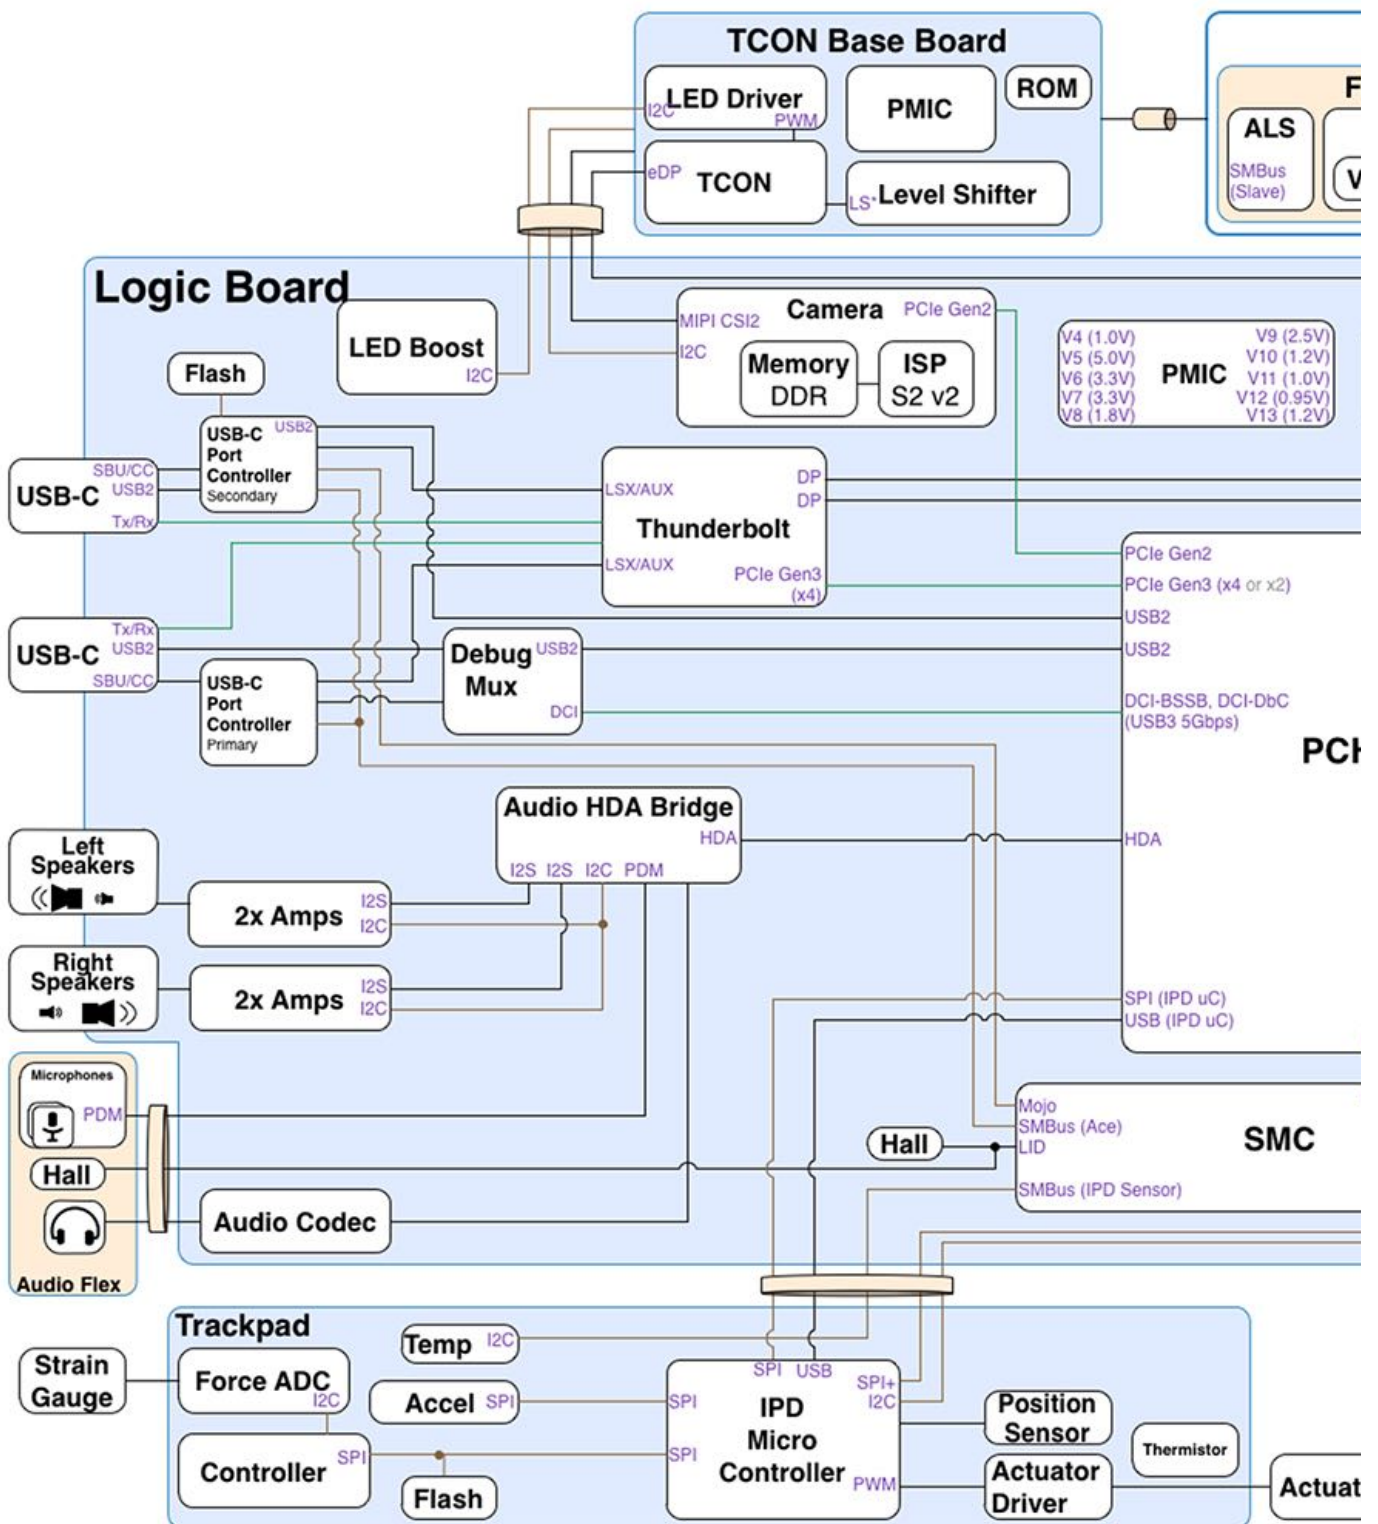 TCON Base Board
LED Driver
I2C
PWM
PMIC
ROM
TCON
eDP
LS*
Level Shifter
F
ALS
SMBus
(Slave)
V
Logic Board
LED Boost
I2C
Camera
PCIe Gen2
MIPI CSI2
I2C
Memory
DDR
ISP
S2 v2
PMIC
V4 (1.0V)
V5 (5.0V)
V6 (3.3V)
V7 (3.3V)
V8 (1.8V)
V9 (2.5V)
V10 (1.2V)
V11 (1.0V)
V12 (0.95V)
V13 (1.2V)
Flash
USB-C
Port
Controller
Secondary
USB2
USB-C
SBU/CC
USB2
Tx/Rx
Thunderbolt
LSX/AUX
LSX/AUX
DP
DP
PCIe Gen3
(x4)
PCIe Gen2
PCIe Gen3 (x4 or x2)
USB2
USB2
DCI-BSSB, DCI-DbC
(USB3 5Gbps)
PCH
HDA
SPI (IPD uC)
USB (IPD uC)
USB-C
Tx/Rx
USB2
SBU/CC
USB-C
Port
Controller
Primary
Debug
Mux
USB2
DCI
Audio HDA Bridge
HDA
I2S I2S I2C PDM
Left
Speakers
2x Amps
I2S
I2C
Right
Speakers
2x Amps
I2S
I2C
Microphones
PDM
Hall
Audio Flex
Audio Codec
Hall
Mojo
SMBus (Ace)
LID
SMBus (IPD Sensor)
SMC
Trackpad
Strain
Gauge
Force ADC
I2C
Temp
I2C
Accel
SPI
Controller
SPI
Flash
SPI USB
SPI+
I2C
SPI
SPI
IPD
Micro
Controller
PWM
Position
Sensor
Actuator
Driver
Thermistor
Actuat